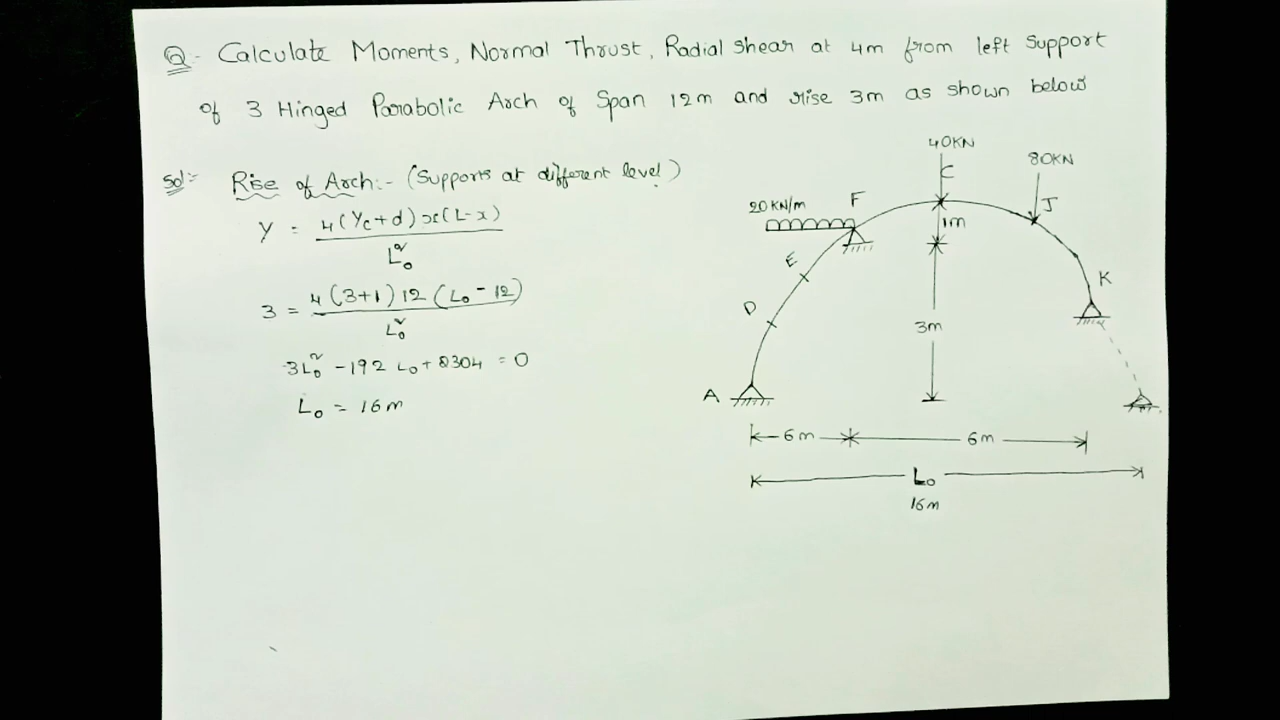 Q - Calculate Moments, Normal Thrust, Radial shear at 4m from left support
of 3 Hinged Parabolic Arch of Span 12m and rise 3m as shown below
Sol:- Rise of Arch:- (Supports at different level)
Y = 4(Yc+d)x(L-x) / L₀²
3 = 4(3+1)12(L₀-12) / L₀²
3L₀² - 192 L₀ + 2304 = 0
L₀ = 16m
40KN
80KN
C
20KN/m
F
J
1m
E
K
D
3m
A
6m
6m
L₀
16m